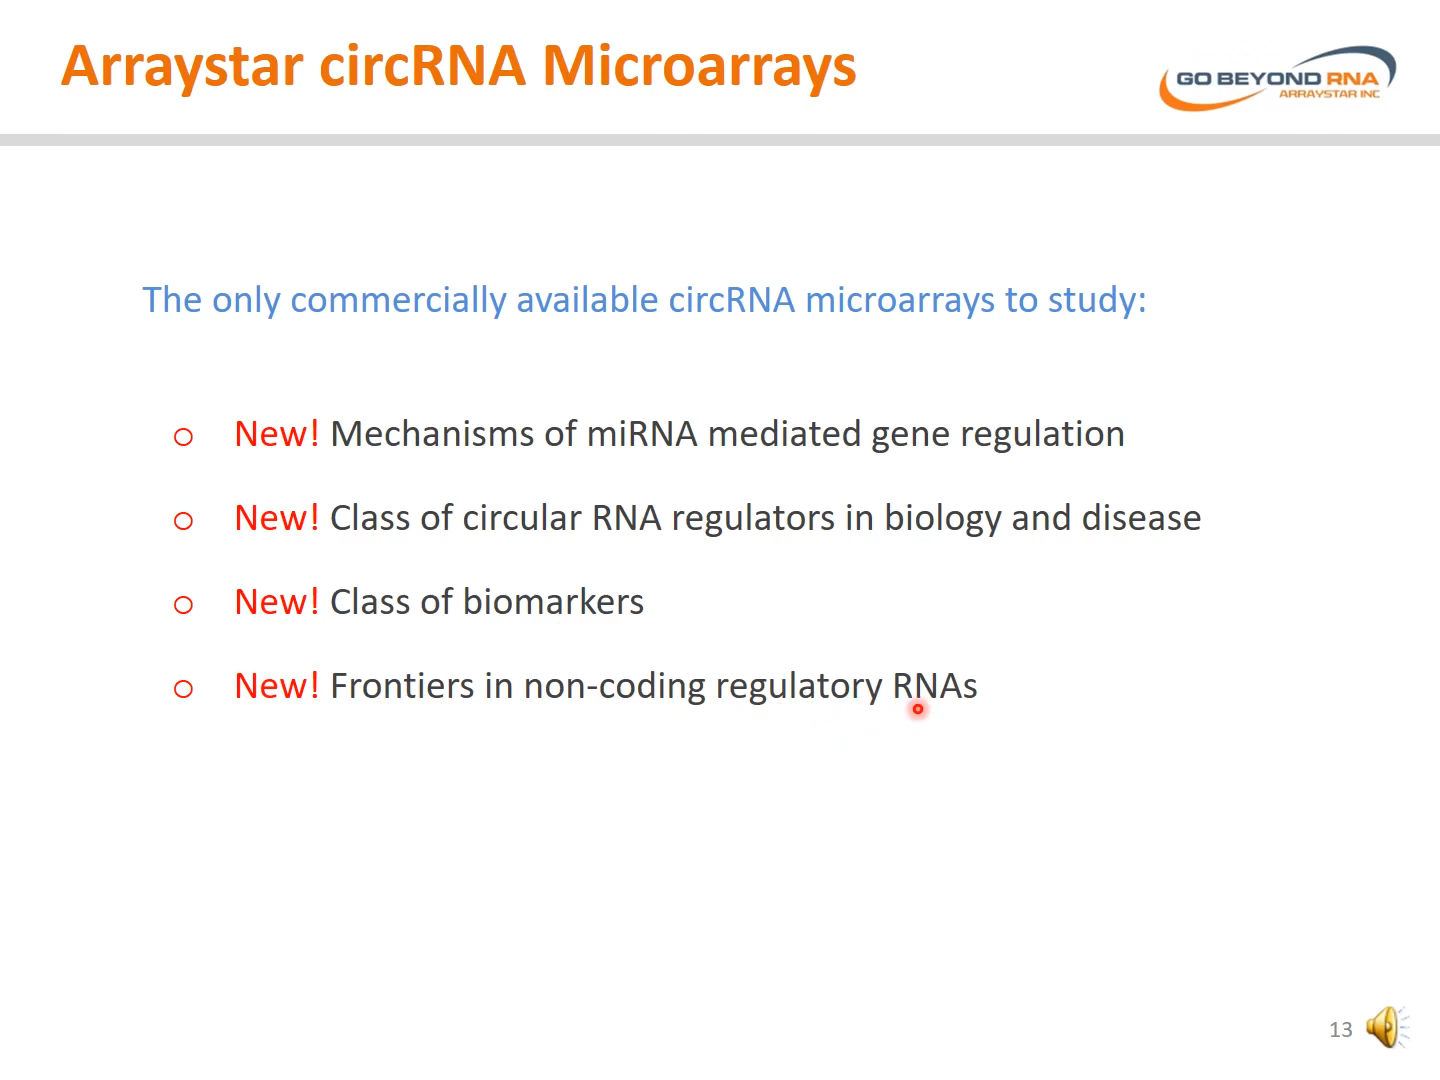 Arraystar circRNA Microarrays
GO BEYOND RNA
ARRAYSTAR INC
The only commercially available circRNA microarrays to study:
New! Mechanisms of miRNA mediated gene regulation
New! Class of circular RNA regulators in biology and disease
New! Class of biomarkers
New! Frontiers in non-coding regulatory RNAs
13